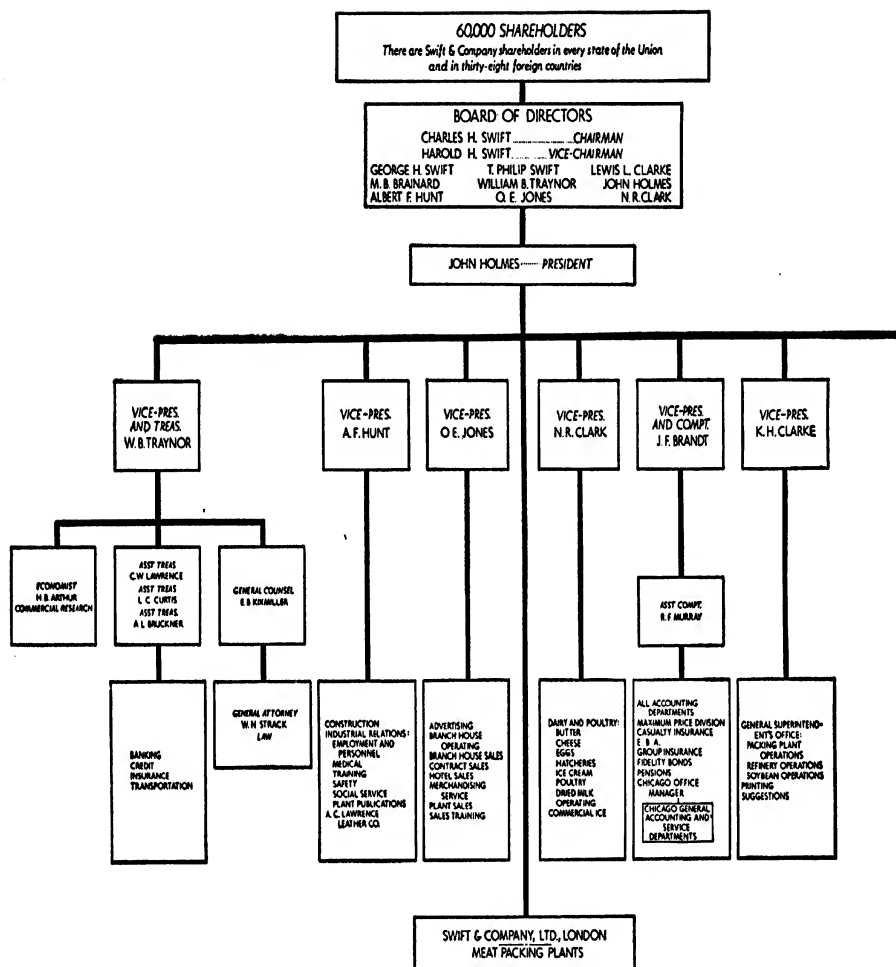 60,000 SHAREHOLDERS
There are Swift & Company shareholders in every state of the Union
and in thirty-eight foreign countries
BOARD OF DIRECTORS
CHARLES H. SWIFT CHAIRMAN
HAROLD H. SWIFT VICE-CHAIRMAN
GEORGE H. SWIFT T. PHILIP SWIFT LEWIS L. CLARKE
M. B. BRAINARD WILLIAM B. TRAYNOR JOHN HOLMES
ALBERT F. HUNT O. E. JONES N. R. CLARK
JOHN HOLMES PRESIDENT
VICE-PRES.
AND TREAS.
W. B. TRAYNOR
VICE-PRES.
A. F. HUNT
VICE-PRES.
O. E. JONES
VICE-PRES.
N. R. CLARK
VICE-PRES.
AND COMPT.
J. F. BRANDT
VICE-PRES.
K. H. CLARKE
ECONOMIST
H. B. ARTHUR
COMMERCIAL RESEARCH
ASST TREAS
C. W. LAWRENCE
ASST TREAS
L. C. CURTIS
ASST TREAS.
A. L. BRUCKNER
GENERAL COUNSEL
E. B.
ASST COMPT.
R. F. MURRAY
BANKING
CREDIT
INSURANCE
TRANSPORTATION
GENERAL ATTORNEY
W. N. STRACK
LAW
CONSTRUCTION
INDUSTRIAL RELATIONS:
EMPLOYMENT AND
PERSONNEL
MEDICAL
TRAINING
SAFETY
SOCIAL SERVICE
PLANT PUBLICATIONS
A. C. LAWRENCE
LEATHER CO.
ADVERTISING
BRANCH HOUSE
OPERATING
BRANCH HOUSE SALES
CONTRACT SALES
HOTEL SALES
MERCHANDISING
SERVICE
PLANT SALES
SALES TRAINING
DAIRY AND POULTRY:
BUTTER
CHEESE
EGGS
HATCHERIES
ICE CREAM
POULTRY
DRIED MILK
OPERATING
COMMERCIAL ICE
ALL ACCOUNTING
DEPARTMENTS
MAXIMUM PRICE DIVISION
CASUALTY INSURANCE
E. B. A.
GROUP INSURANCE
FIDELITY BONDS
PENSIONS
CHICAGO OFFICE
MANAGER
CHICAGO GENERAL
ACCOUNTING AND
SERVICE
DEPARTMENTS
GENERAL SUPERINTEND-
ENT'S OFFICE:
PACKING PLANT
OPERATIONS
REFINERY OPERATIONS
SOYBEAN OPERATIONS
PRINTING
SUGGESTIONS
SWIFT & COMPANY, LTD., LONDON
MEAT PACKING PLANTS